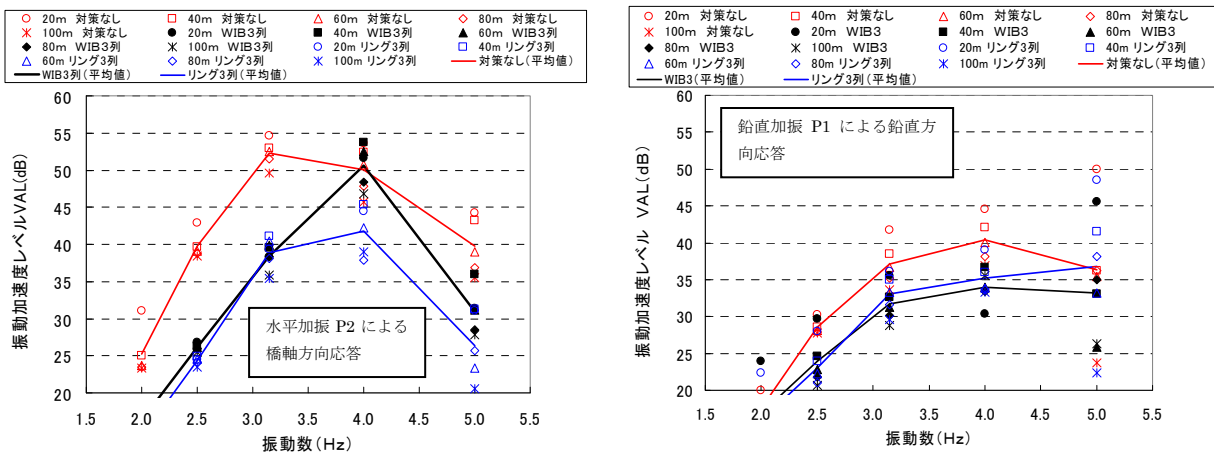 20m 対策なし 40m 対策なし 60m 対策なし 80m 対策なし
100m 対策なし 20m WIB3列 40m WIB3列 60m WIB3列
80m WIB3列 100m WIB3列 20m リング3列 40m リング3列
60m リング3列 80m リング3列 100m リング3列 対策なし(平均値)
WIB3列(平均値) リング3列(平均値)
振動加速度レベルVAL(dB)
60
55
50
45
40
35
30
25
20
水平加振 P2 による
橋軸方向応答
1.5 2.0 2.5 3.0 3.5 4.0 4.5 5.0 5.5
振動数(Hz)
20m 対策なし 40m 対策なし 60m 対策なし 80m 対策なし
100m 対策なし 20m WIB3 40m WIB3 60m WIB3
80m WIB3 100m WIB3 20m リング3列 40m リング3列
60m リング3列 80m リング3列 100m リング3列 対策なし(平均値)
WIB3(平均値) リング3列(平均値)
振動加速度レベル VAL(dB)
60
55
50
45
40
35
30
25
20
鉛直加振 P1 による鉛直方
向応答
1.5 2.0 2.5 3.0 3.5 4.0 4.5 5.0 5.5
振動数(Hz)